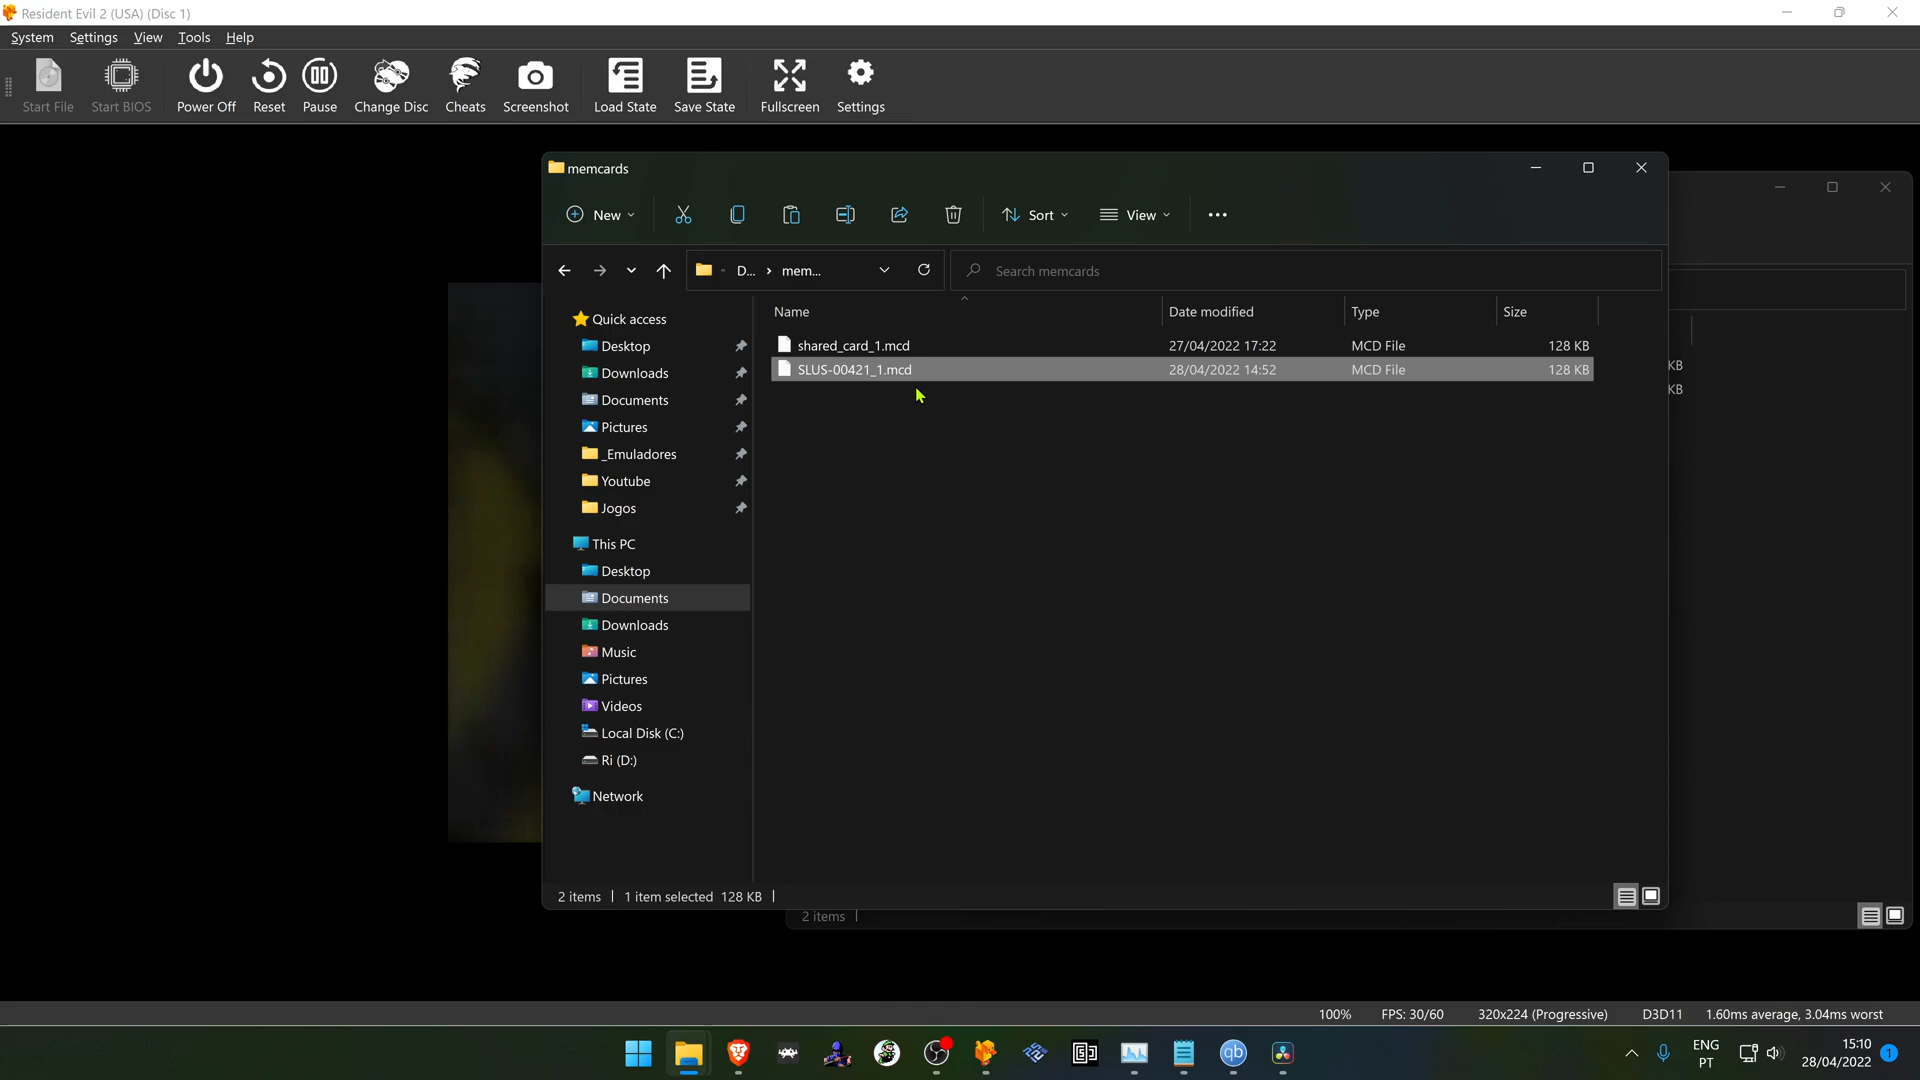 Resident Evil 2 (USA) (Disc 1)
System Settings View Tools Help
Start File Start BIOS Power Off Reset Pause Change Disc Cheats Screenshot Load State Save State Fullscreen Settings
memcards
New Sort View
D... mem... Search memcards
Name Date modified Type Size
shared_card_1.mcd 27/04/2022 17:22 MCD File 128 KB
SLUS-00421_1.mcd 28/04/2022 14:52 MCD File 128 KB
KB
KB
Quick access
Desktop
Downloads
Documents
Pictures
_Emuladores
Youtube
Jogos
This PC
Desktop
Documents
Downloads
Music
Pictures
Videos
Local Disk (C:)
Ri (D:)
Network
2 items 1 item selected 128 KB
2 items
100% FPS: 30/60 320x224 (Progressive) D3D11 1.60ms average, 3.04ms worst
qb
ENG
PT
15:10
28/04/2022
1